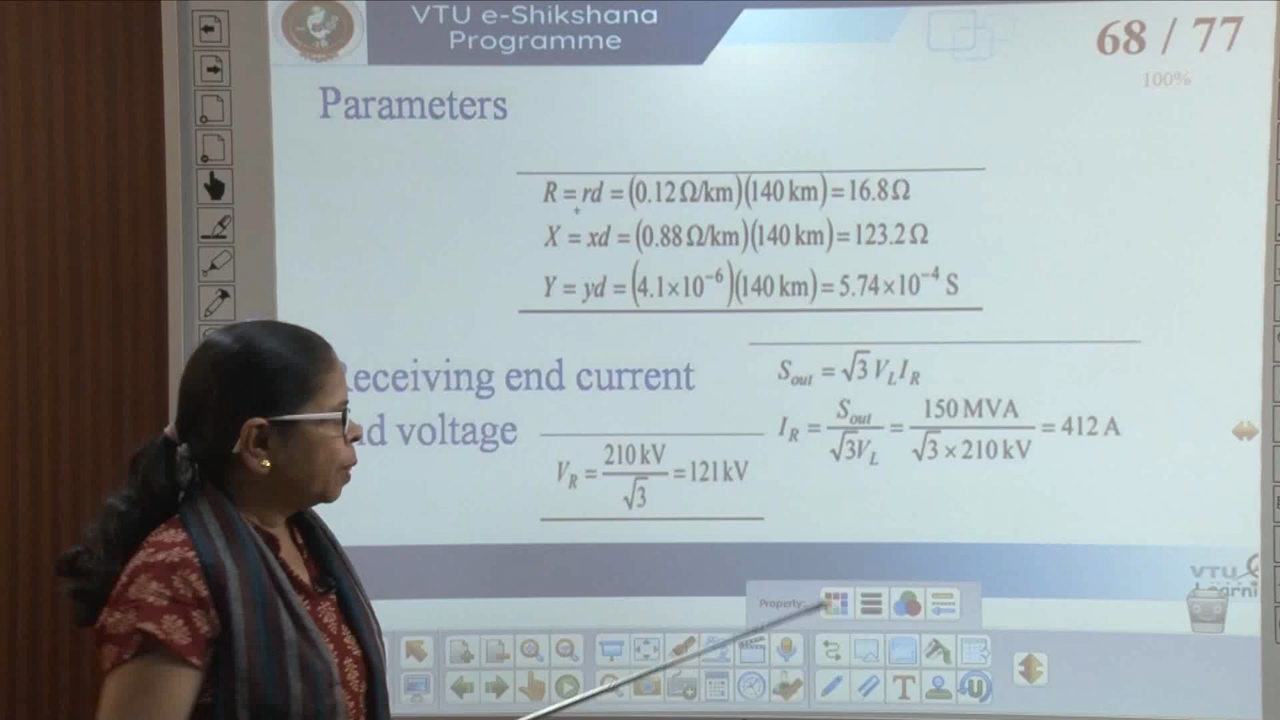 VTU e-Shikshana
Programme
68 / 77
100%
Parameters
R = rd = (0.12 Ω/km)(140 km) = 16.8 Ω
X = xd = (0.88 Ω/km)(140 km) = 123.2 Ω
Y = yd = (4.1×10⁻⁶)(140 km) = 5.74×10⁻⁴ S
eceiving end current
d voltage
V_R = 210 kV / √3 = 121 kV
S_out = √3 V_L I_R
I_R = S_out / √3V_L = 150 MVA / √3 × 210 kV = 412 A
VTU
Learni
Property: